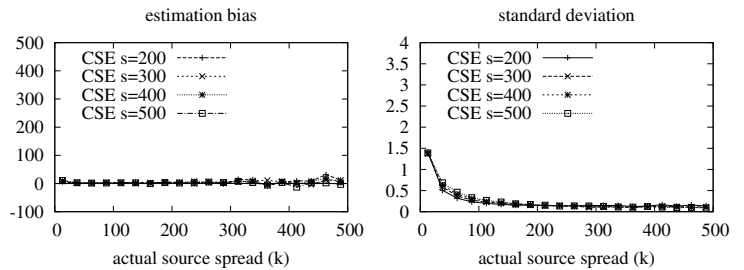 estimation bias
500
400
300
200
100
0
-100
0 100 200 300 400 500
CSE s=200
CSE s=300
CSE s=400
CSE s=500
actual source spread (k)
standard deviation
4
3.5
3
2.5
2
1.5
1
0.5
0
0 100 200 300 400 500
CSE s=200
CSE s=300
CSE s=400
CSE s=500
actual source spread (k)